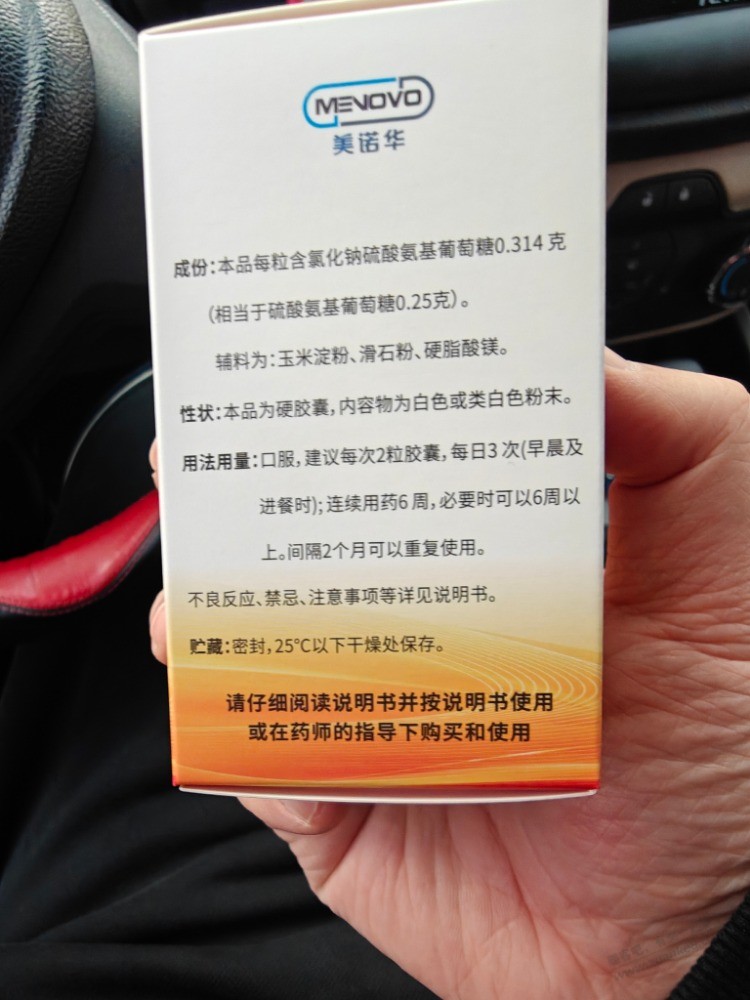 MENOVO
美诺华
成份：本品每粒含氯化钠硫酸氨基葡萄糖0.314 克
（相当于硫酸氨基葡萄糖0.25克）。
辅料为：玉米淀粉、滑石粉、硬脂酸镁。
性状：本品为硬胶囊，内容物为白色或类白色粉末。
用法用量：口服，建议每次2粒胶囊，每日3 次(早晨及
进餐时)；连续用药6 周，必要时可以6周以
上。间隔2个月可以重复使用。
不良反应、禁忌、注意事项等详见说明书。
贮藏：密封，25℃以下干燥处保存。
请仔细阅读说明书并按说明书使用
或在药师的指导下购买和使用